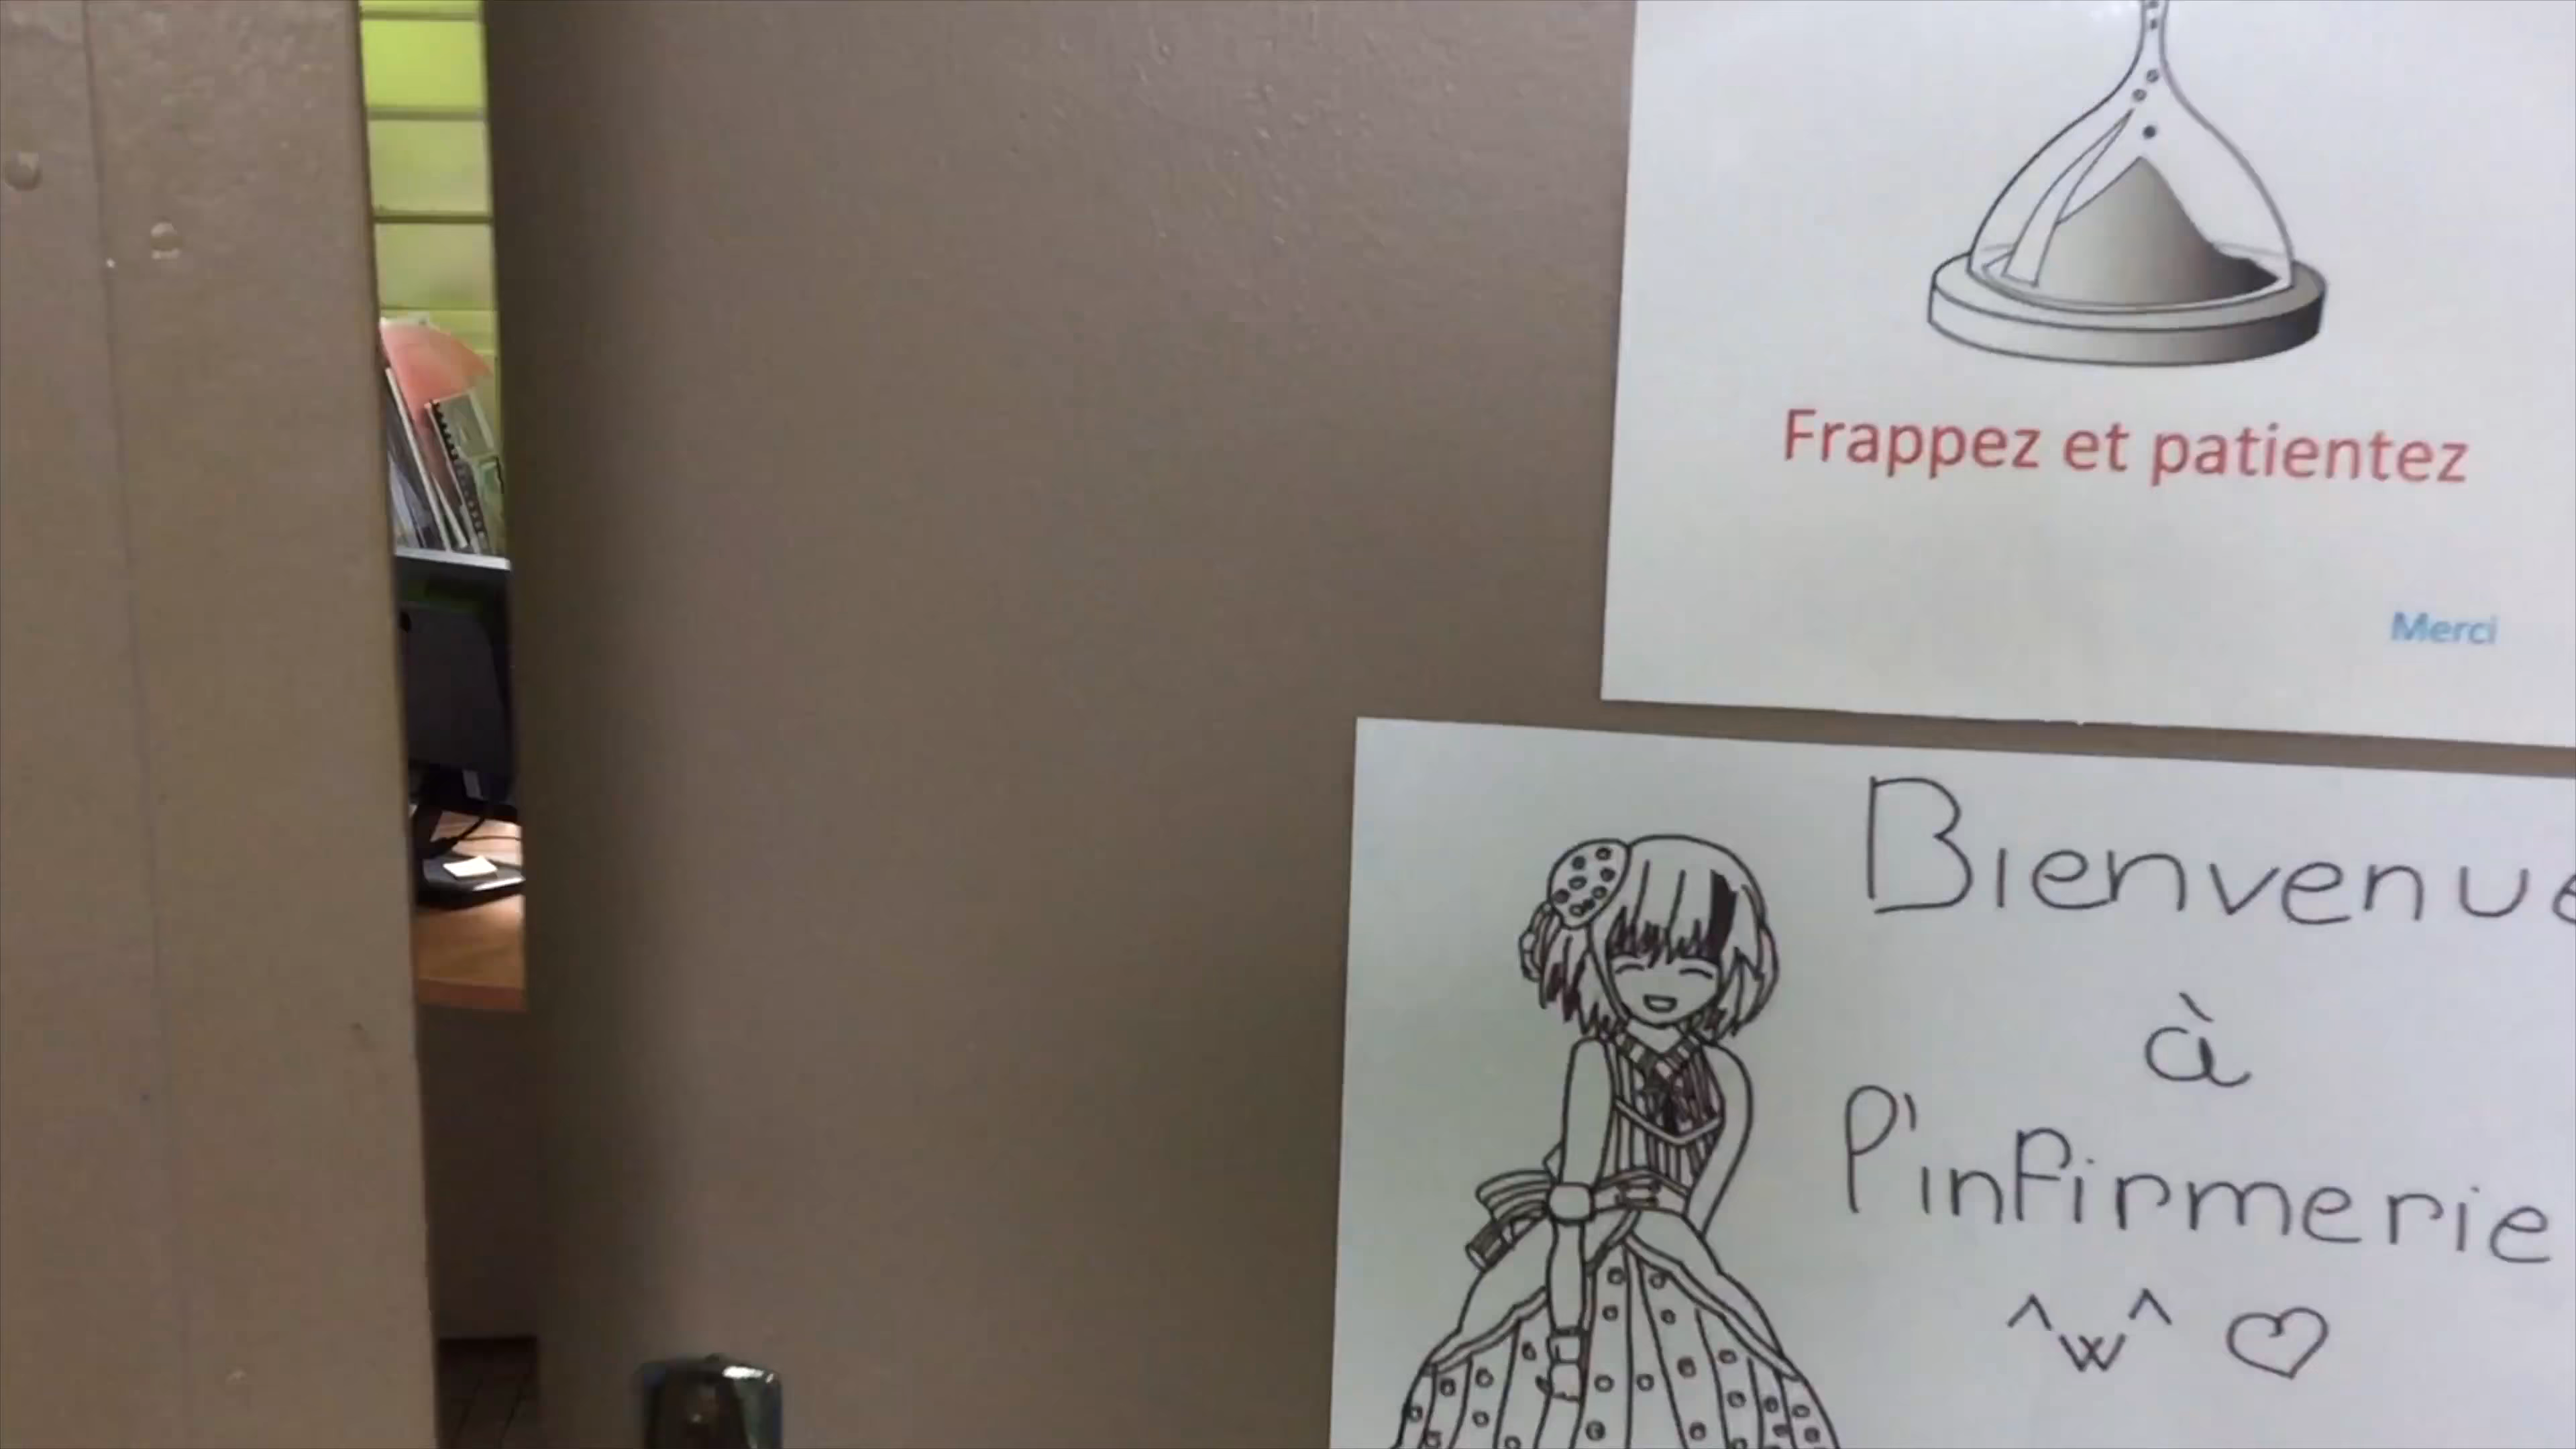 Frappez et patientez
Merci
Bienvenue
à
l'infirmerie
^w^ ♡